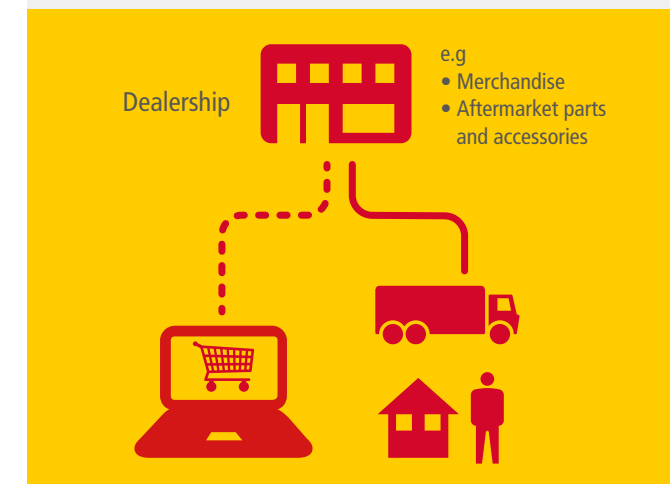 Dealership
e.g
• Merchandise
• Aftermarket parts
and accessories